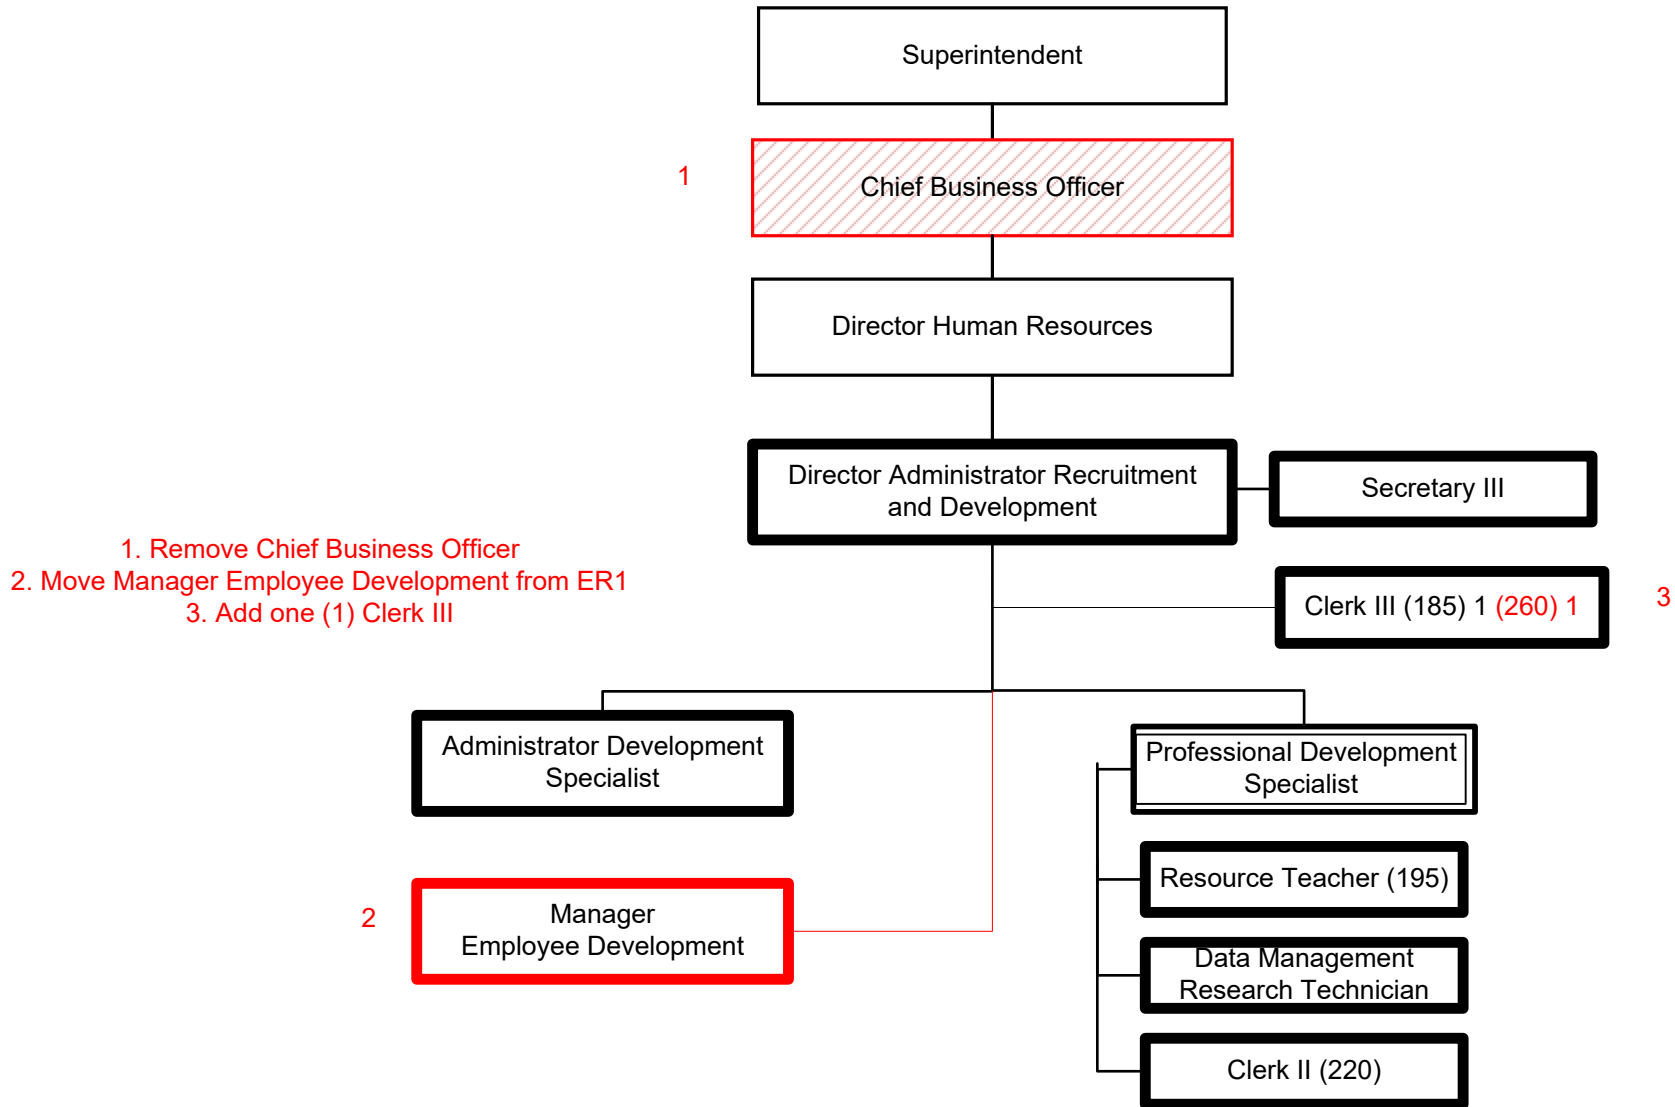 Superintendent
1
Chief Business Officer
Director Human Resources
Director Administrator Recruitment
and Development
Secretary III
1. Remove Chief Business Officer
2. Move Manager Employee Development from ER1
3. Add one (1) Clerk III
Clerk III (185) 1 (260) 1
3
Administrator Development
Specialist
Professional Development
Specialist
2
Manager
Employee Development
Resource Teacher (195)
Data Management
Research Technician
Clerk II (220)